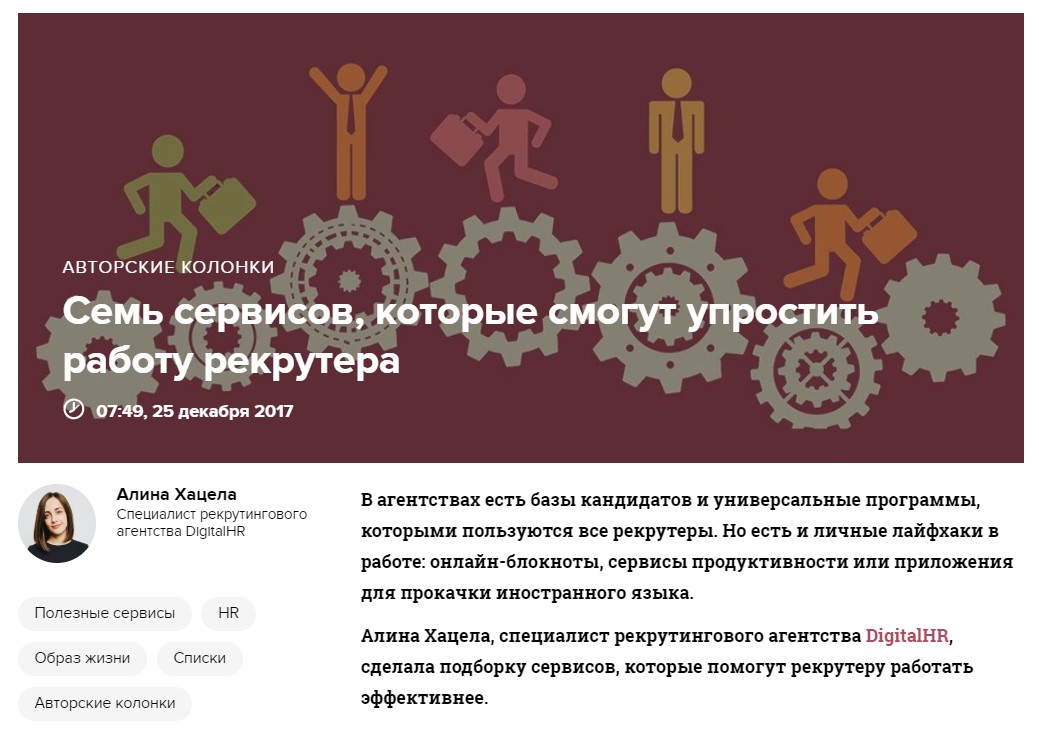 АВТОРСКИЕ КОЛОНКИ
Семь сервисов, которые смогут упростить
работу рекрутера
07:49, 25 декабря 2017
Алина Хацела
Специалист рекрутингового
агентства DigitalHR
Полезные сервисы
HR
Образ жизни
Списки
Авторские колонки
В агентствах есть базы кандидатов и универсальные программы,
которыми пользуются все рекрутеры. Но есть и личные лайфхаки в
работе: онлайн-блокноты, сервисы продуктивности или приложения
для прокачки иностранного языка.
Алина Хацела, специалист рекрутингового агентства DigitalHR,
сделала подборку сервисов, которые помогут рекрутеру работать
эффективнее.